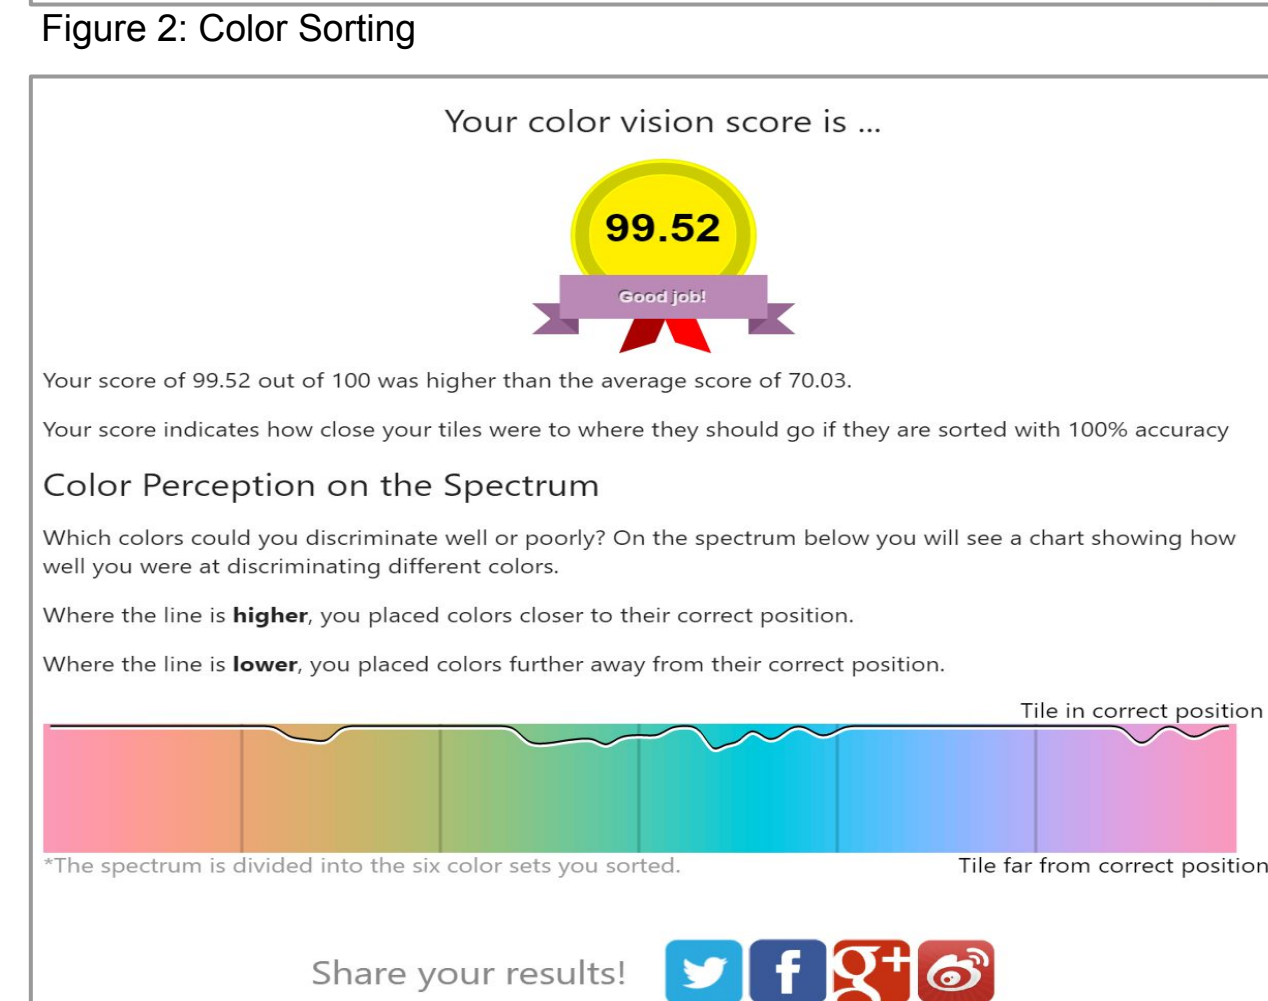 Figure 2: Color Sorting
Your color vision score is ...
99.52
Good job!
Your score of 99.52 out of 100 was higher than the average score of 70.03.
Your score indicates how close your tiles were to where they should go if they are sorted with 100% accuracy
Color Perception on the Spectrum
Which colors could you discriminate well or poorly? On the spectrum below you will see a chart showing how
well you were at discriminating different colors.
Where the line is higher, you placed colors closer to their correct position.
Where the line is lower, you placed colors further away from their correct position.
Tile in correct position
*The spectrum is divided into the six color sets you sorted.
Tile far from correct position
Share your results!
f
g+